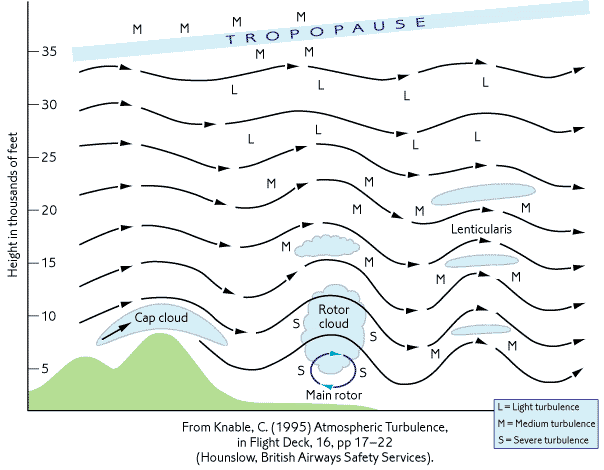 M M M M
TROPOPAUSE
M M
35
L L L L
30
L L L L
25
M M
20
M M
Lenticularis
M M
15
M M
10
Cap cloud
Rotor
cloud
S S
M M
5
S S
Main rotor
Height in thousands of feet
L = Light turbulence
M = Medium turbulence
S = Severe turbulence
From Knable, C. (1995) Atmospheric Turbulence,
in Flight Deck, 16, pp 17–22
(Hounslow, British Airways Safety Services).